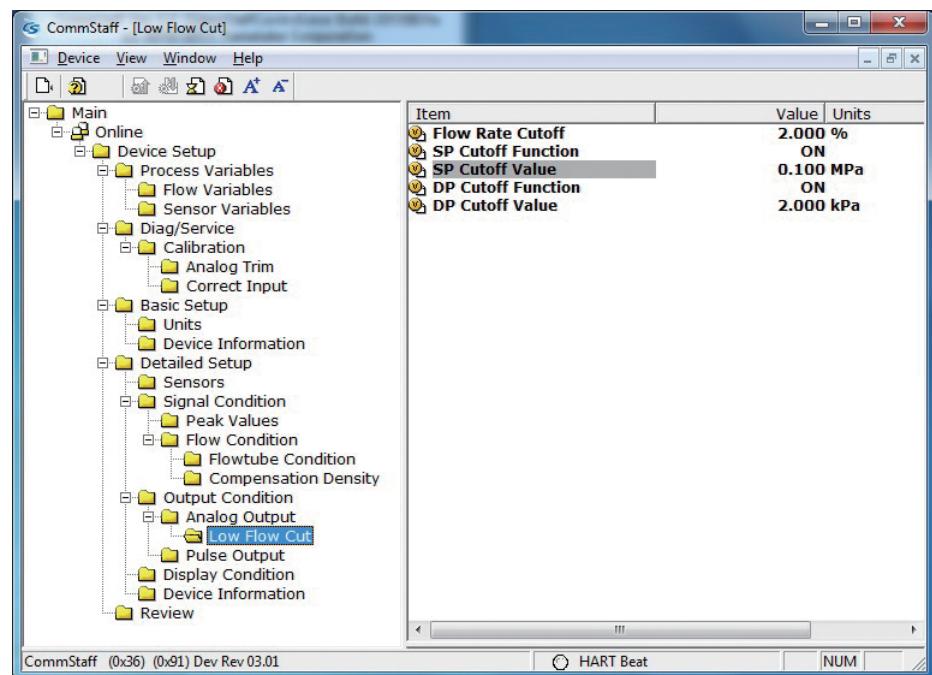 CommStaff - [Low Flow Cut]
Device View Window Help
Main
Online
Device Setup
Process Variables
Flow Variables
Sensor Variables
Diag/Service
Calibration
Analog Trim
Correct Input
Basic Setup
Units
Device Information
Detailed Setup
Sensors
Signal Condition
Peak Values
Flow Condition
Flowtube Condition
Compensation Density
Output Condition
Analog Output
Low Flow Cut
Pulse Output
Display Condition
Device Information
Review
Item Value Units
Flow Rate Cutoff 2.000 %
SP Cutoff Function ON
SP Cutoff Value 0.100 MPa
DP Cutoff Function ON
DP Cutoff Value 2.000 kPa
CommStaff (0x36) (0x91) Dev Rev 03.01 HART Beat NUM